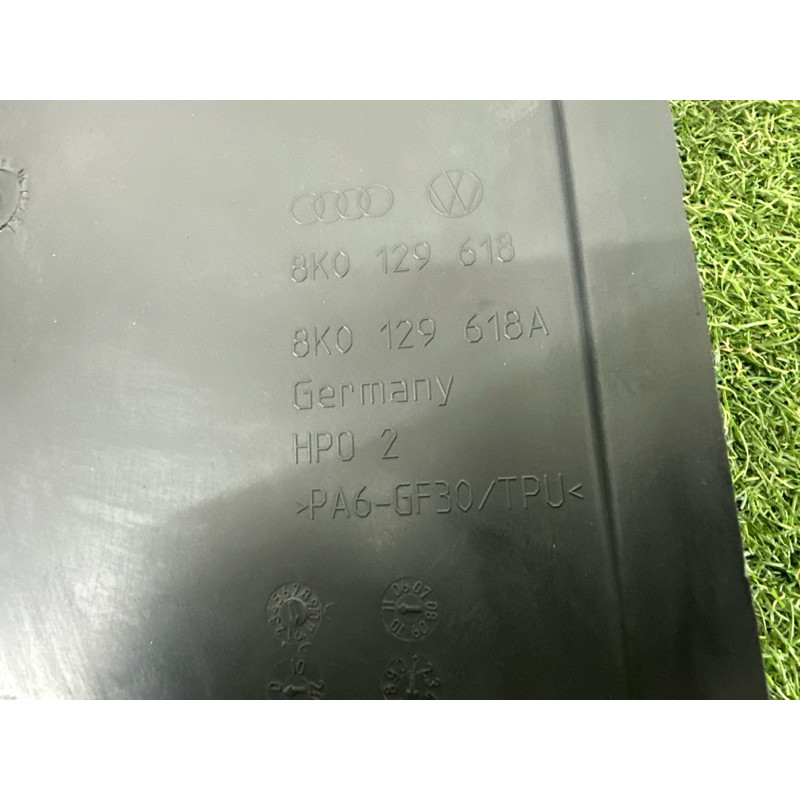 8K0 129 618
8K0 129 618A
Germany
HPO 2
>PA6-GF30/TPU<